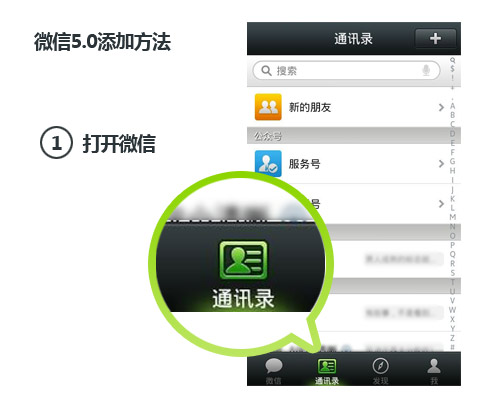 微信5.0添加方法
1 打开微信
通讯录 +
搜索
新的朋友
公众号
服务号
号
通讯录
$
!
*
A
B
C
D
E
F
G
H
I
J
K
L
M
N
O
P
Q
R
S
T
U
V
W
X
Y
Z
#
微信 通讯录 发现 我